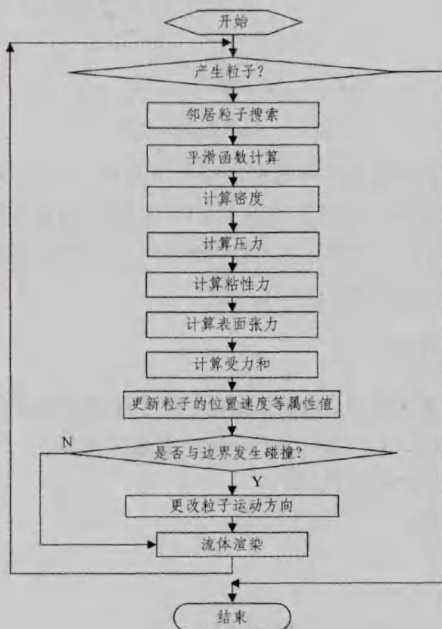 开始
产生粒子？
邻居粒子搜索
平滑函数计算
计算密度
计算压力
计算粘性力
计算表面张力
计算受力和
更新粒子的位置速度等属性值
N
是否与边界发生碰撞？
Y
更改粒子运动方向
流体渲染
结束